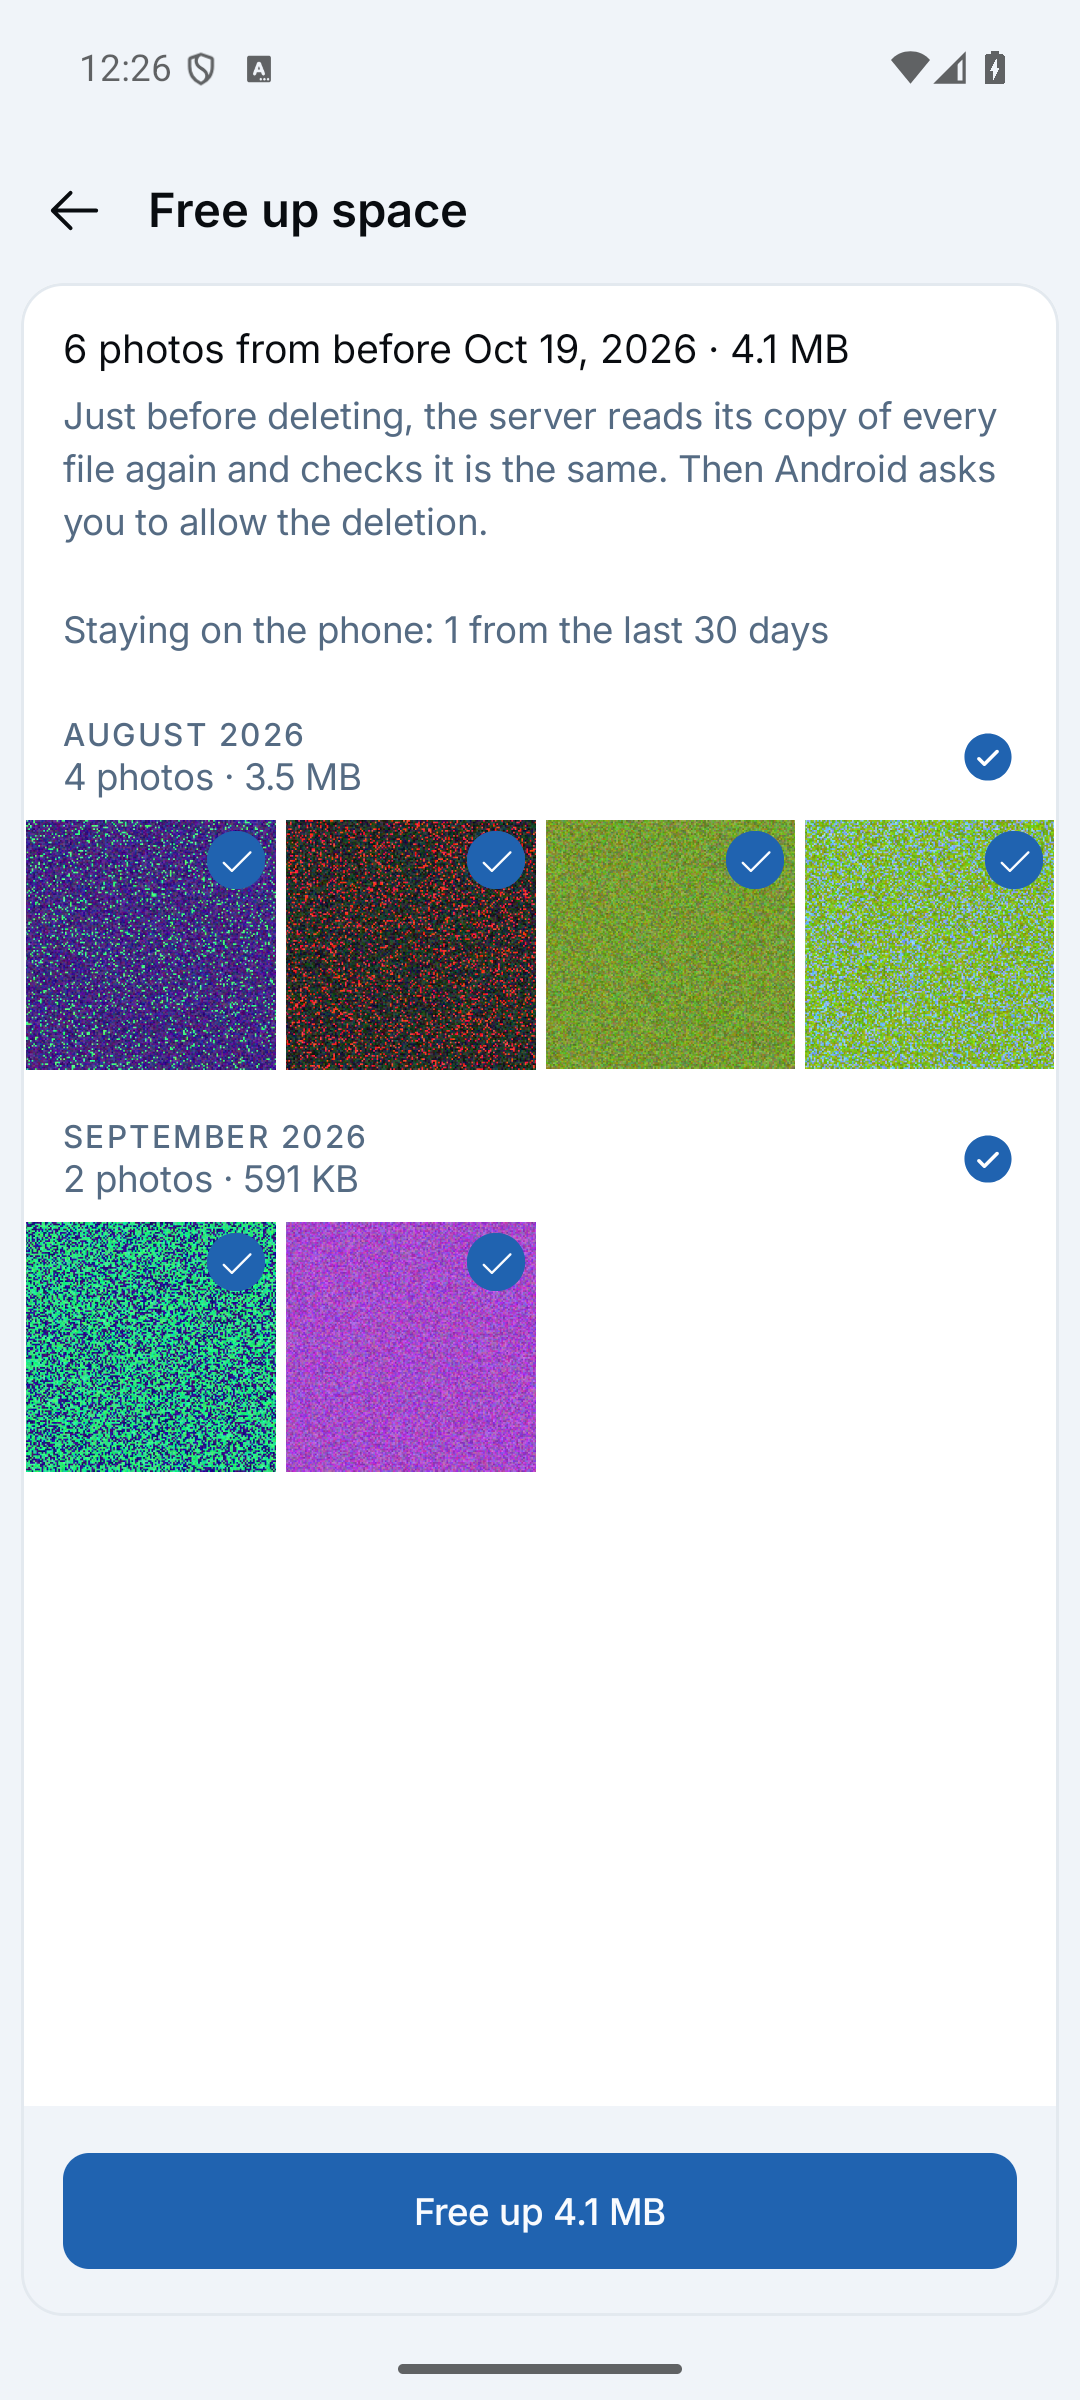 12:26
Free up space
6 photos from before Oct 19, 2026 · 4.1 MB
Just before deleting, the server reads its copy of every
file again and checks it is the same. Then Android asks
you to allow the deletion.
Staying on the phone: 1 from the last 30 days
AUGUST 2026
4 photos · 3.5 MB
SEPTEMBER 2026
2 photos · 591 KB
Free up 4.1 MB